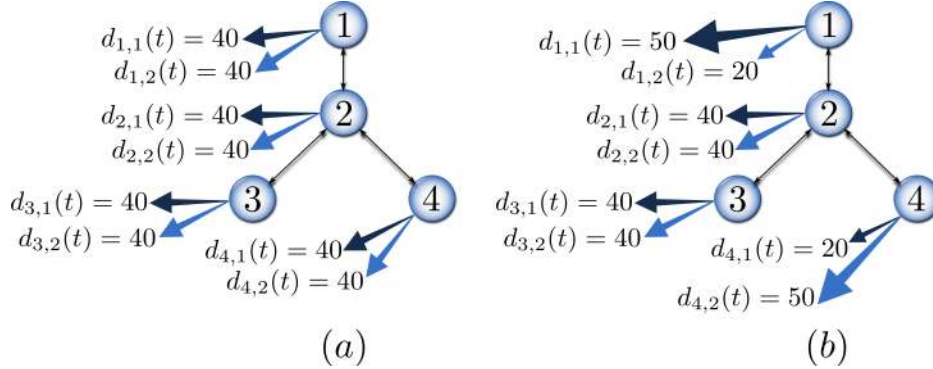 1
d_{1,1}(t) = 40
d_{1,2}(t) = 40
2
d_{2,1}(t) = 40
d_{2,2}(t) = 40
3
d_{3,1}(t) = 40
d_{3,2}(t) = 40
4
d_{4,1}(t) = 40
d_{4,2}(t) = 40
(a)
1
d_{1,1}(t) = 50
d_{1,2}(t) = 20
2
d_{2,1}(t) = 40
d_{2,2}(t) = 40
3
d_{3,1}(t) = 40
d_{3,2}(t) = 40
4
d_{4,1}(t) = 20
d_{4,2}(t) = 50
(b)